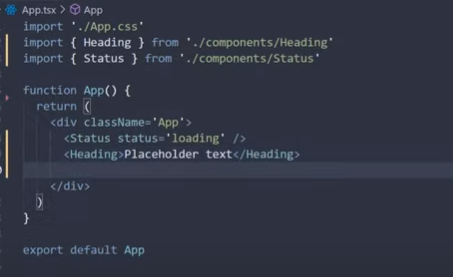 App.tsx > App
import './App.css'
import { Heading } from './components/Heading'
import { Status } from './components/Status'
function App() {
return (
<div className='App'>
<Status status='loading' />
<Heading>Placeholder text</Heading>
</div>
)
}
export default App